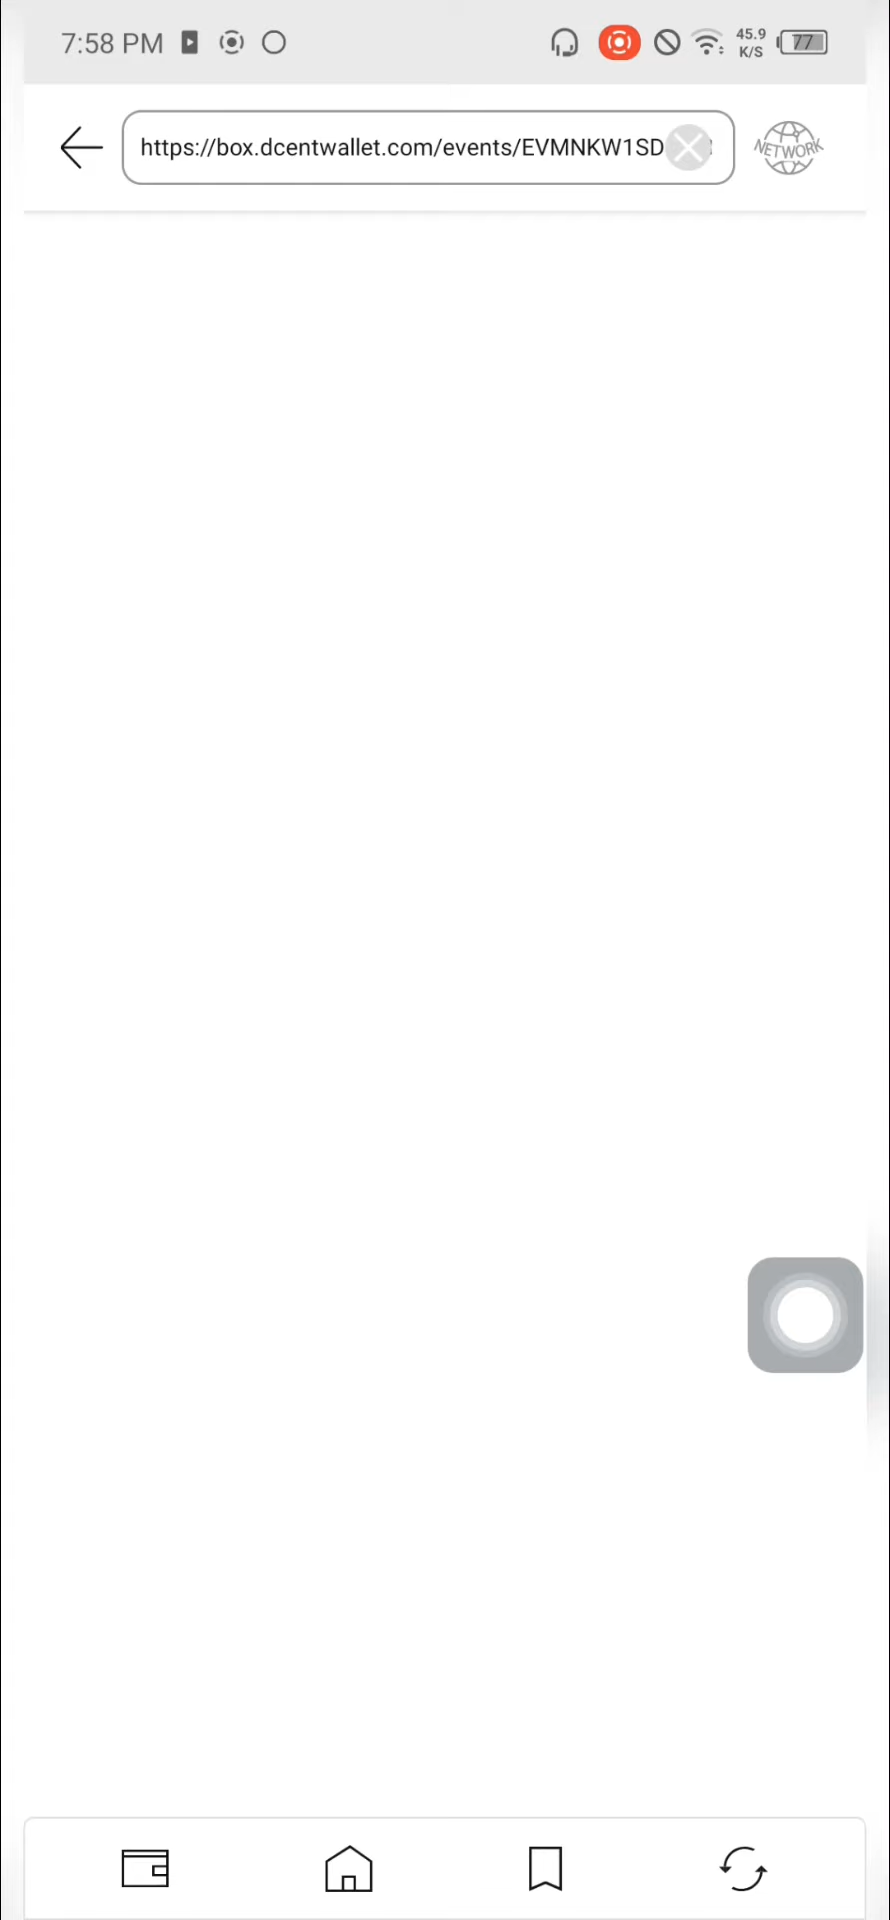 7:58 PM
45.9
K/S
77
https://box.dcentwallet.com/events/EVMNKW1SD
NETWORK